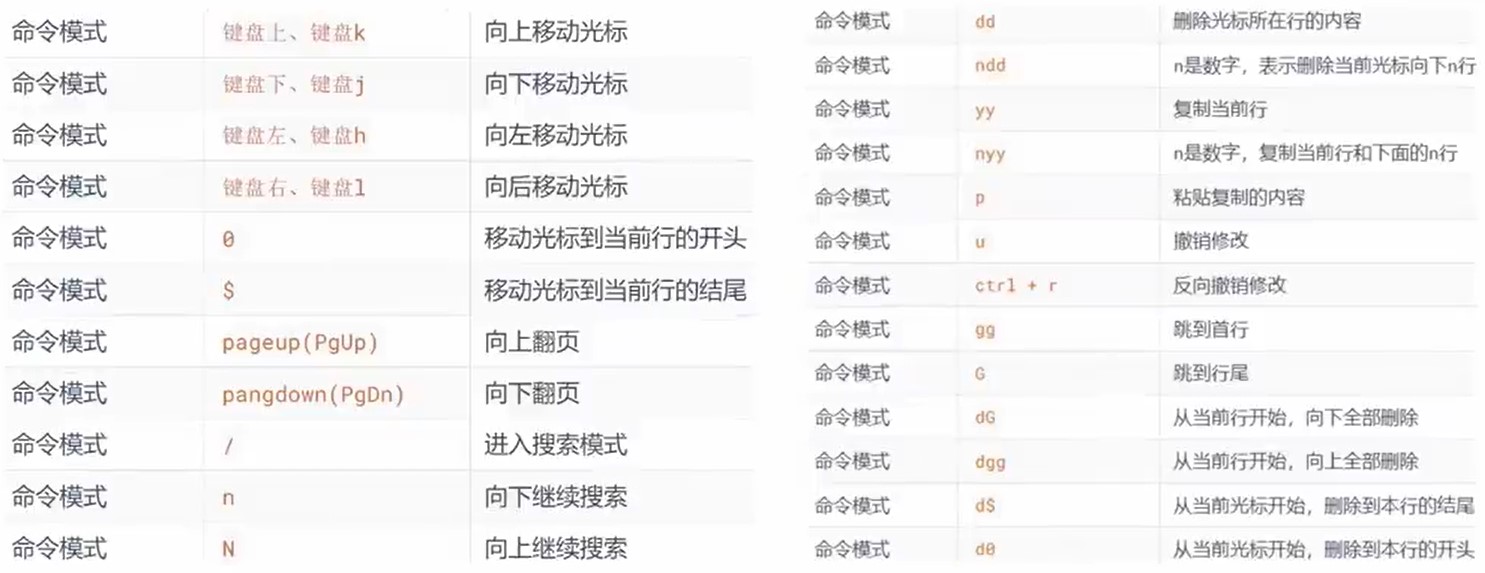 命令模式 键盘上、键盘k 向上移动光标
命令模式 键盘下、键盘j 向下移动光标
命令模式 键盘左、键盘h 向左移动光标
命令模式 键盘右、键盘l 向后移动光标
命令模式 0 移动光标到当前行的开头
命令模式 $ 移动光标到当前行的结尾
命令模式 pageup(PgUp) 向上翻页
命令模式 pangdown(PgDn) 向下翻页
命令模式 / 进入搜索模式
命令模式 n 向下继续搜索
命令模式 N 向上继续搜索
命令模式 dd 删除光标所在行的内容
命令模式 ndd n是数字，表示删除当前光标向下n行
命令模式 yy 复制当前行
命令模式 nyy n是数字，复制当前行和下面的n行
命令模式 p 粘贴复制的内容
命令模式 u 撤销修改
命令模式 ctrl + r 反向撤销修改
命令模式 gg 跳到首行
命令模式 G 跳到行尾
命令模式 dG 从当前行开始，向下全部删除
命令模式 dgg 从当前行开始，向上全部删除
命令模式 d$ 从当前光标开始，删除到本行的结尾
命令模式 d0 从当前光标开始，删除到本行的开头